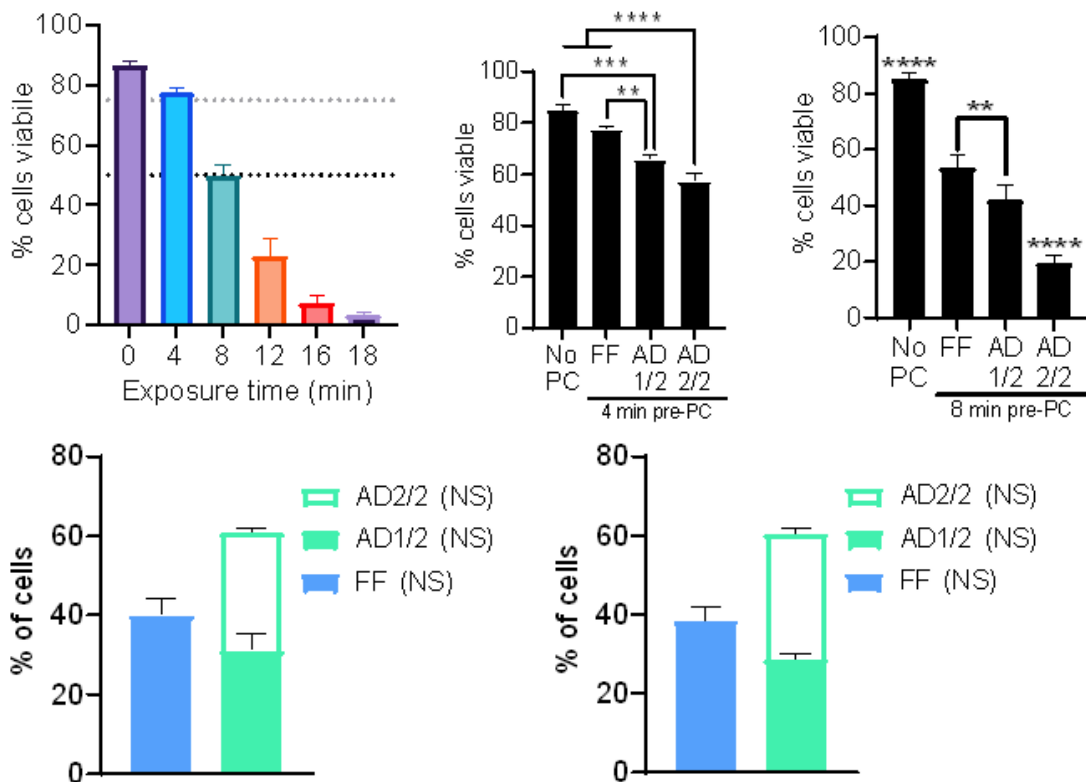 % cells viabile
100
80
60
40
20
0
0 4 8 12 16 18
Exposure time (min)
% cells viable
100
80
60
40
80
0
****
***
**
No PC
FF
AD 1/2
AD 2/2
4 min pre-PC
% cells viable
100
80
60
40
20
0
****
**
****
No PC
FF
AD 1/2
AD 2/2
8 min pre-PC
% of cells
80
60
40
20
0
AD2/2 (NS)
AD1/2 (NS)
FF (NS)
% of cells
80
60
40
20
0
AD2/2 (NS)
AD1/2 (NS)
FF (NS)